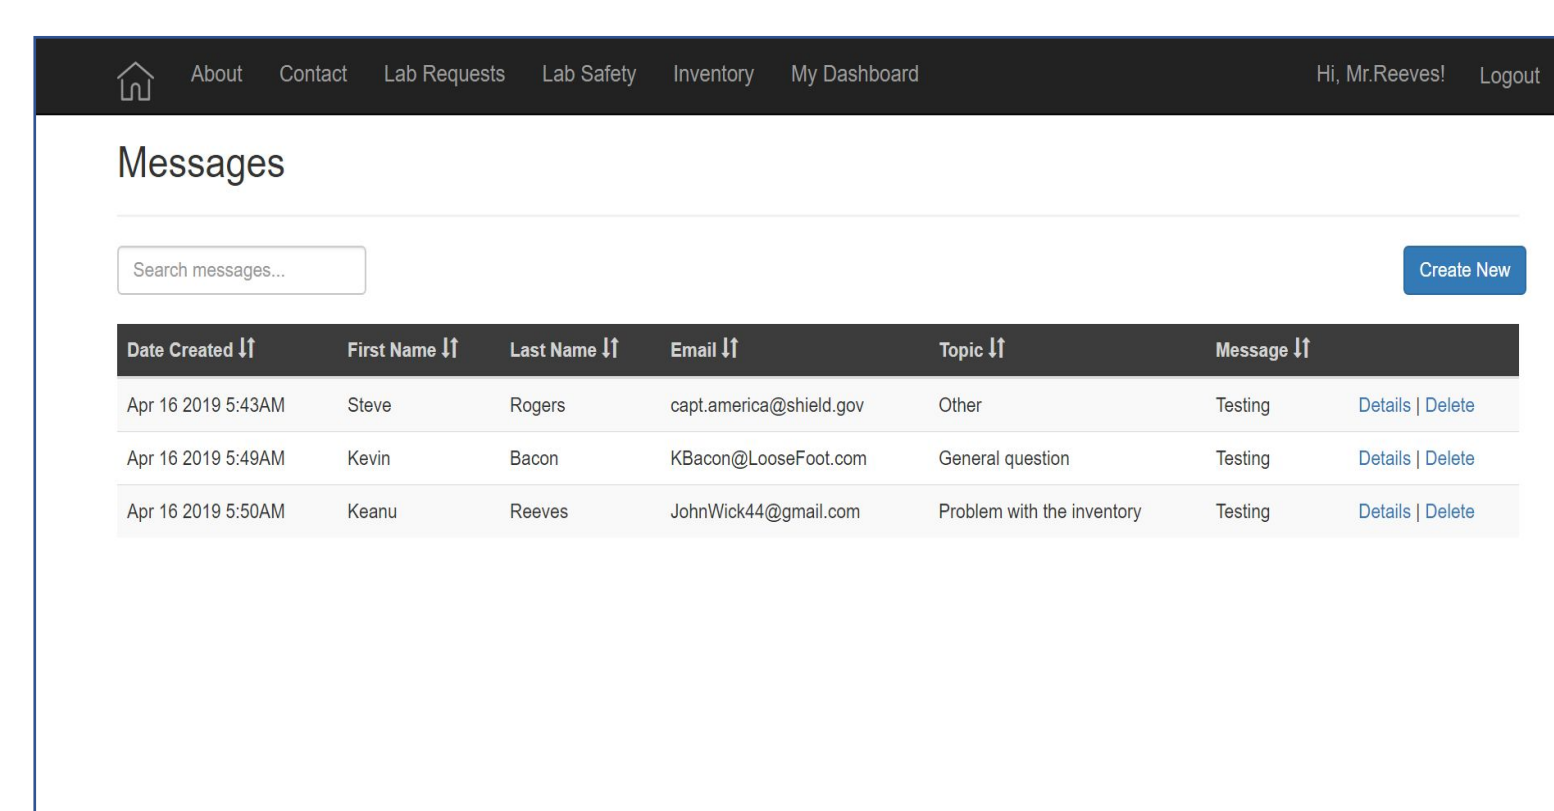 About Contact Lab Requests Lab Safety Inventory My Dashboard Hi, Mr.Reeves! Logout
Messages
Search messages... Create New
Date Created First Name Last Name Email Topic Message
Apr 16 2019 5:43AM Steve Rogers capt.america@shield.gov Other Testing Details | Delete
Apr 16 2019 5:49AM Kevin Bacon KBacon@LooseFoot.com General question Testing Details | Delete
Apr 16 2019 5:50AM Keanu Reeves JohnWick44@gmail.com Problem with the inventory Testing Details | Delete